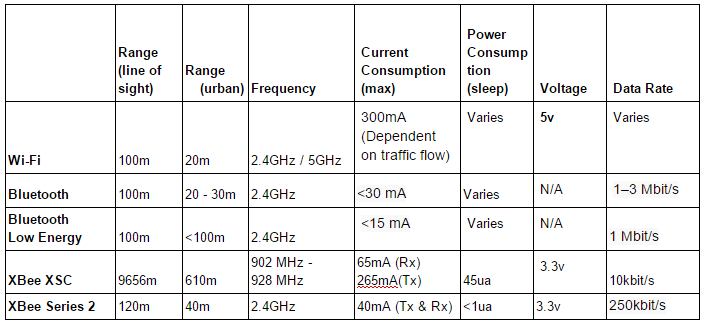 Range (line of sight) Range (urban) Frequency Current Consumption (max) Power Consump tion (sleep) Voltage Data Rate
Wi-Fi 100m 20m 2.4GHz / 5GHz 300mA (Dependent on traffic flow) Varies 5v Varies
Bluetooth 100m 20 - 30m 2.4GHz <30 mA Varies N/A 1–3 Mbit/s
Bluetooth Low Energy 100m <100m 2.4GHz <15 mA Varies N/A 1 Mbit/s
XBee XSC 9656m 610m 902 MHz - 928 MHz 65mA (Rx) 265mA(Tx) 45ua 3.3v 10kbit/s
XBee Series 2 120m 40m 2.4GHz 40mA (Tx & Rx) <1ua 3.3v 250kbit/s